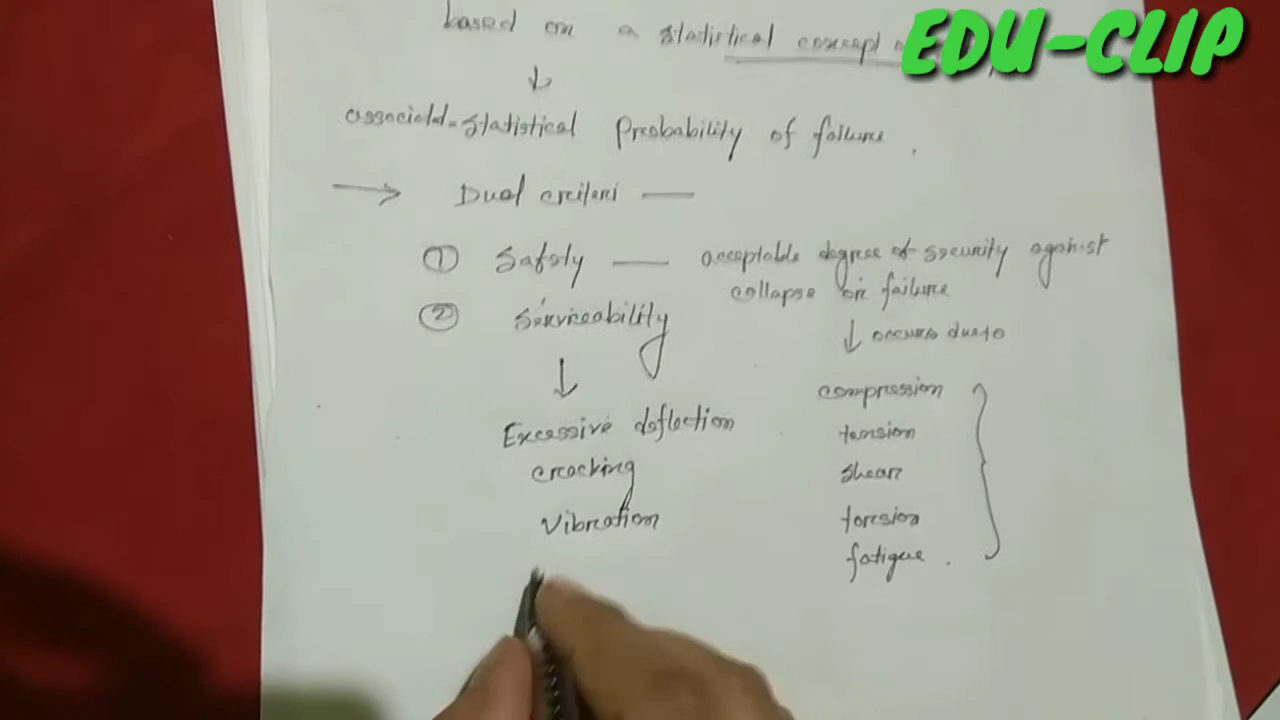 based on a statistical concept
EDU-CLIP
↓
associatd-statistical Probability of failure.
→ Dual criteri —
① Safety — acceptable degree of security against
collapse or failure
② Serviceability
↓ occurs due to
↓
compression
Excessive deflection
tension
cracking
shear
Vibration
torsion
fatigue.